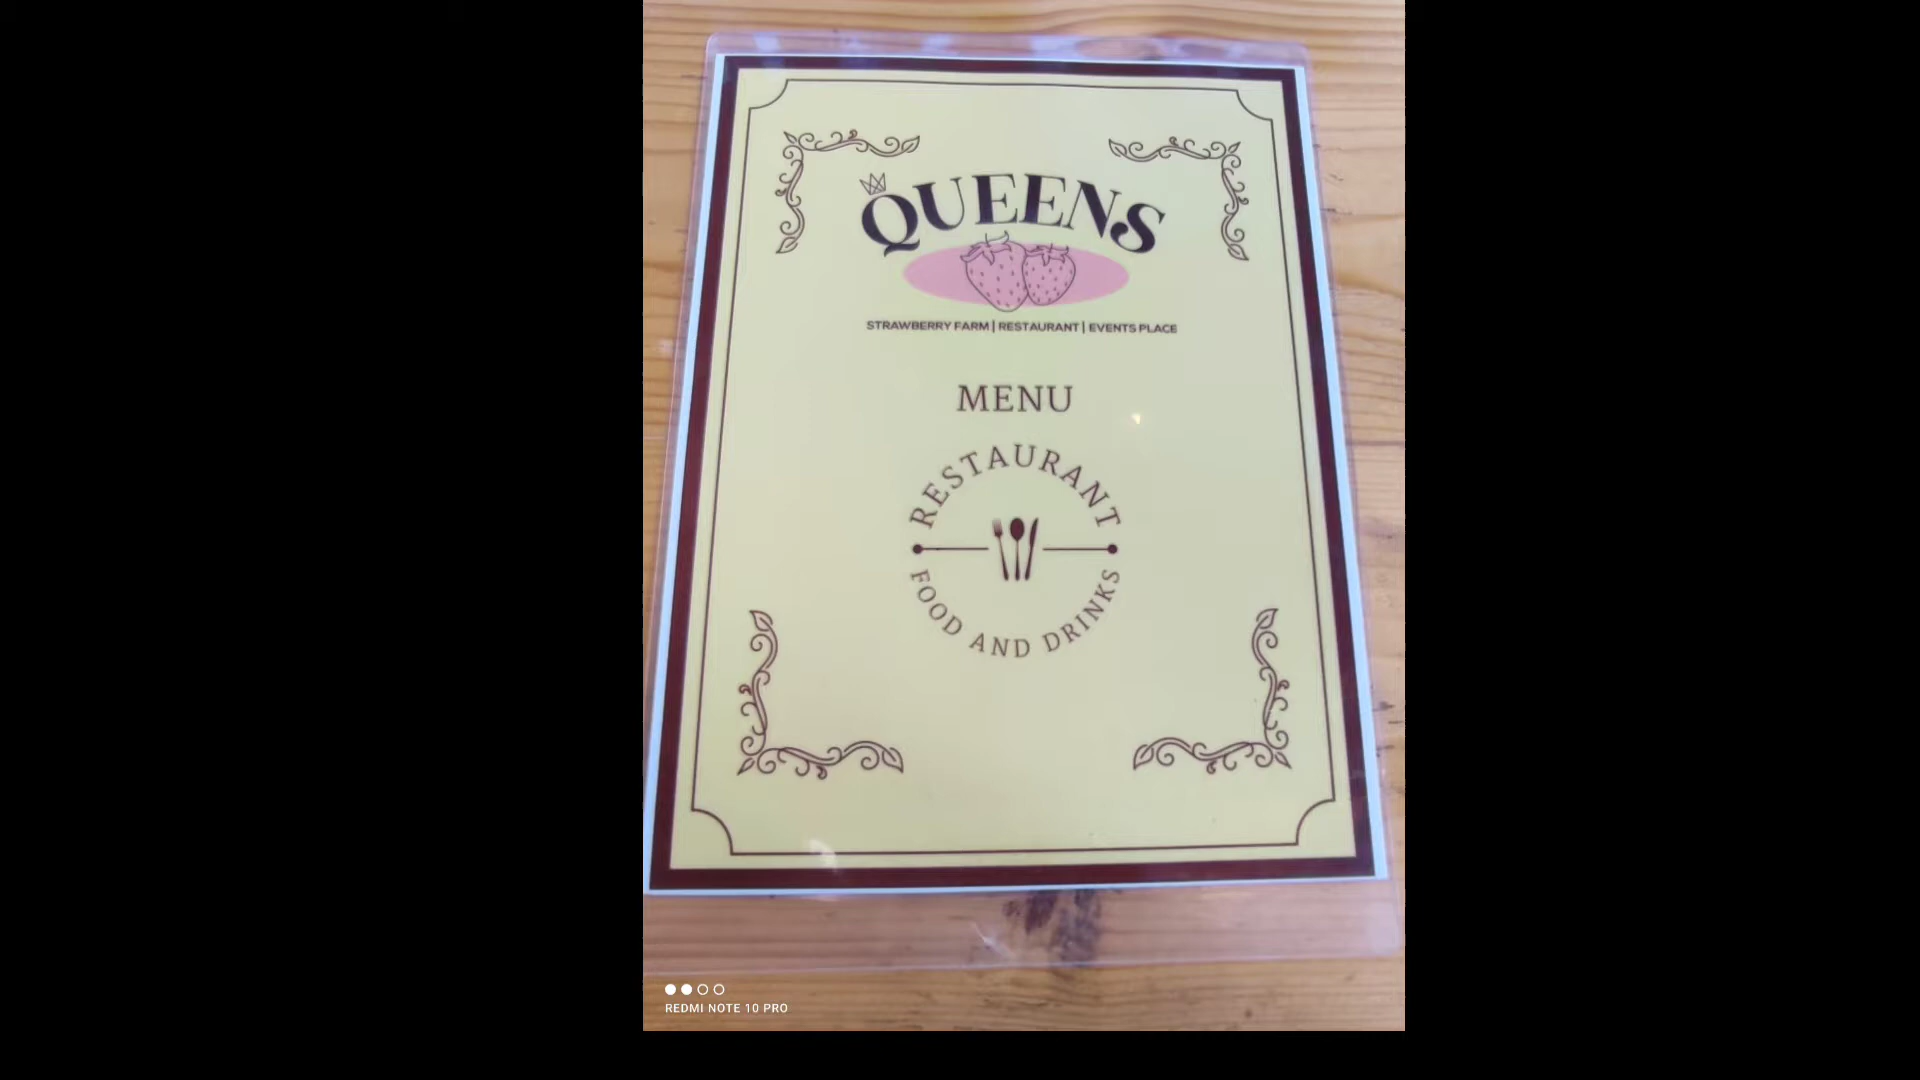 QUEENS
STRAWBERRY FARM | RESTAURANT | EVENTS PLACE
MENU
RESTAURANT
FOOD AND DRINKS
REDMI NOTE 10 PRO